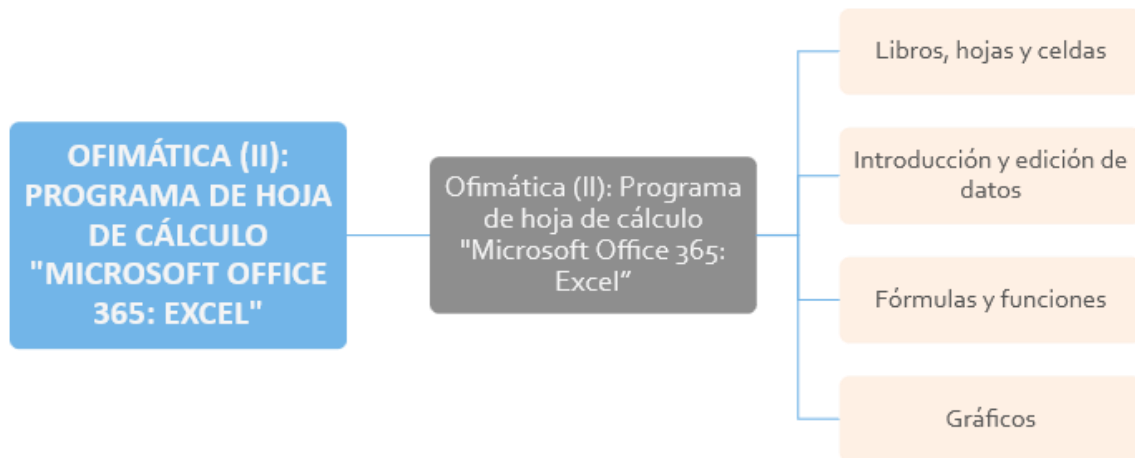 OFIMÁTICA (II):
PROGRAMA DE HOJA
DE CÁLCULO
"MICROSOFT OFFICE
365: EXCEL"
Ofimática (II): Programa
de hoja de cálculo
"Microsoft Office 365:
Excel”
Libros, hojas y celdas
Introducción y edición de
datos
Fórmulas y funciones
Gráficos